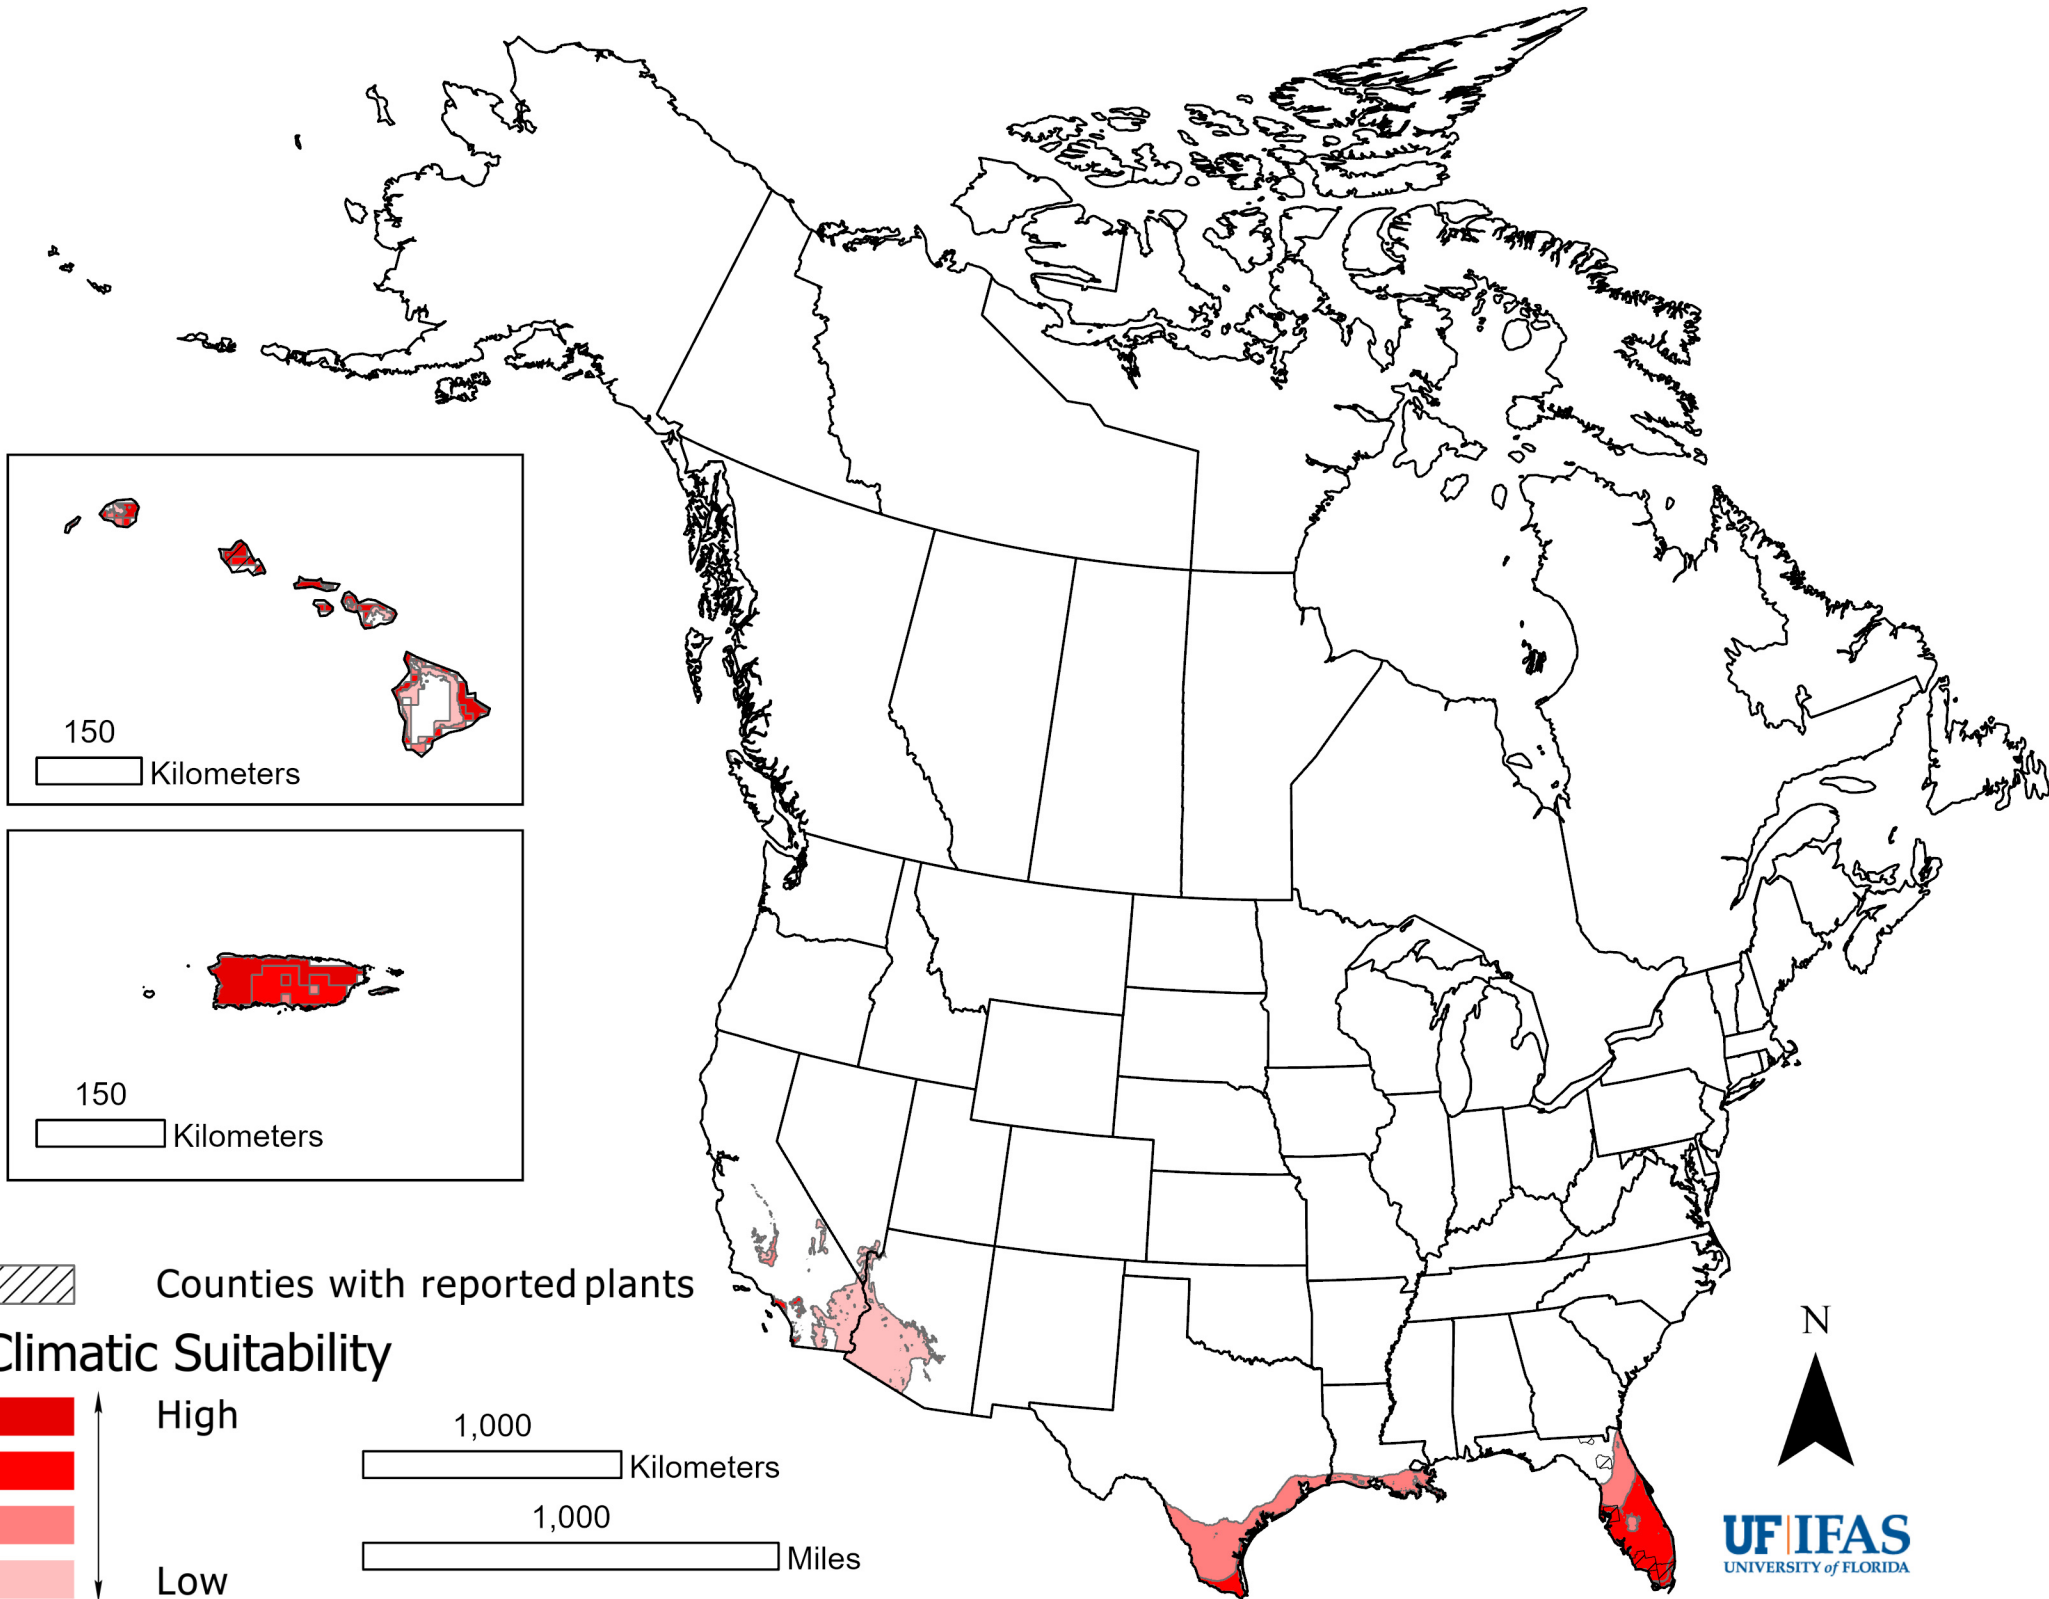 150
Kilometers
150
Kilometers
Counties with reported plants
Climatic Suitability
High
Low
1,000
Kilometers
1,000
Miles
N
UF|IFAS
UNIVERSITY of FLORIDA